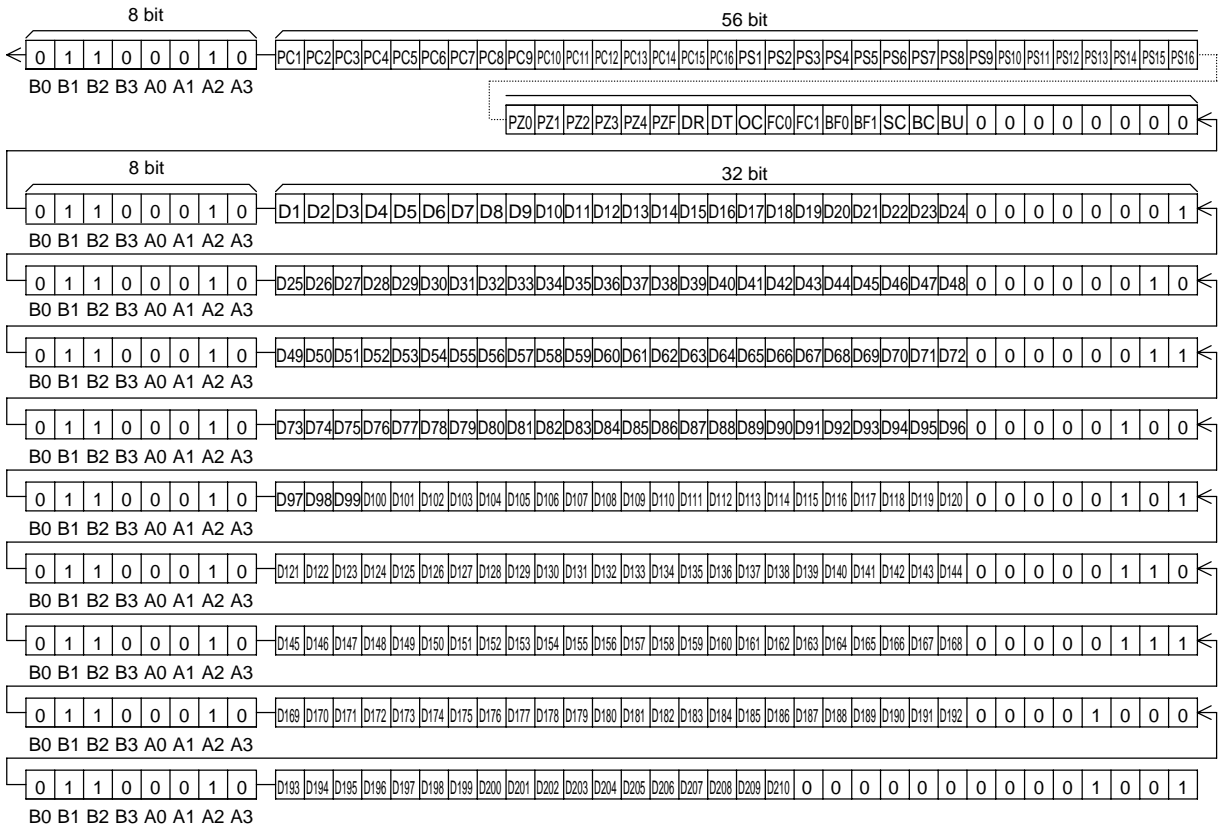 8 bit 56 bit
0 1 1 0 0 0 1 0 PC1 PC2 PC3 PC4 PC5 PC6 PC7 PC8 PC9 PC10 PC11 PC12 PC13 PC14 PC15 PC16 PS1 PS2 PS3 PS4 PS5 PS6 PS7 PS8 PS9 PS10 PS11 PS12 PS13 PS14 PS15 PS16
B0 B1 B2 B3 A0 A1 A2 A3
PZ0 PZ1 PZ2 PZ3 PZ4 PZF DR DT OC FC0 FC1 BF0 BF1 SC BC BU 0 0 0 0 0 0 0 0
8 bit 32 bit
0 1 1 0 0 0 1 0 D1 D2 D3 D4 D5 D6 D7 D8 D9 D10 D11 D12 D13 D14 D15 D16 D17 D18 D19 D20 D21 D22 D23 D24 0 0 0 0 0 0 0 1
B0 B1 B2 B3 A0 A1 A2 A3
0 1 1 0 0 0 1 0 D25 D26 D27 D28 D29 D30 D31 D32 D33 D34 D35 D36 D37 D38 D39 D40 D41 D42 D43 D44 D45 D46 D47 D48 0 0 0 0 0 0 1 0
B0 B1 B2 B3 A0 A1 A2 A3
0 1 1 0 0 0 1 0 D49 D50 D51 D52 D53 D54 D55 D56 D57 D58 D59 D60 D61 D62 D63 D64 D65 D66 D67 D68 D69 D70 D71 D72 0 0 0 0 0 0 1 1
B0 B1 B2 B3 A0 A1 A2 A3
0 1 1 0 0 0 1 0 D73 D74 D75 D76 D77 D78 D79 D80 D81 D82 D83 D84 D85 D86 D87 D88 D89 D90 D91 D92 D93 D94 D95 D96 0 0 0 0 0 1 0 0
B0 B1 B2 B3 A0 A1 A2 A3
0 1 1 0 0 0 1 0 D97 D98 D99 D100 D101 D102 D103 D104 D105 D106 D107 D108 D109 D110 D111 D112 D113 D114 D115 D116 D117 D118 D119 D120 0 0 0 0 0 1 0 1
B0 B1 B2 B3 A0 A1 A2 A3
0 1 1 0 0 0 1 0 D121 D122 D123 D124 D125 D126 D127 D128 D129 D130 D131 D132 D133 D134 D135 D136 D137 D138 D139 D140 D141 D142 D143 D144 0 0 0 0 0 1 1 0
B0 B1 B2 B3 A0 A1 A2 A3
0 1 1 0 0 0 1 0 D145 D146 D147 D148 D149 D150 D151 D152 D153 D154 D155 D156 D157 D158 D159 D160 D161 D162 D163 D164 D165 D166 D167 D168 0 0 0 0 0 1 1 1
B0 B1 B2 B3 A0 A1 A2 A3
0 1 1 0 0 0 1 0 D169 D170 D171 D172 D173 D174 D175 D176 D177 D178 D179 D180 D181 D182 D183 D184 D185 D186 D187 D188 D189 D190 D191 D192 0 0 0 0 1 0 0 0
B0 B1 B2 B3 A0 A1 A2 A3
0 1 1 0 0 0 1 0 D193 D194 D195 D196 D197 D198 D199 D200 D201 D202 D203 D204 D205 D206 D207 D208 D209 D210 0 0 0 0 0 0 0 0 0 0 1 0 0 1
B0 B1 B2 B3 A0 A1 A2 A3